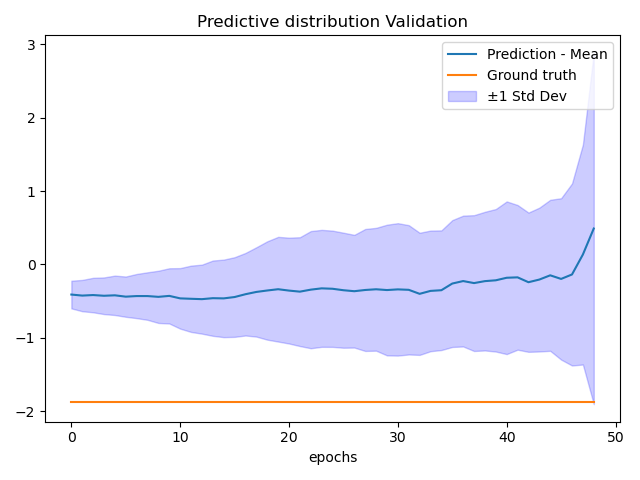 Predictive distribution Validation
3
2
1
0
−1
−2
Prediction - Mean
Ground truth
±1 Std Dev
0 10 20 30 40 50
epochs